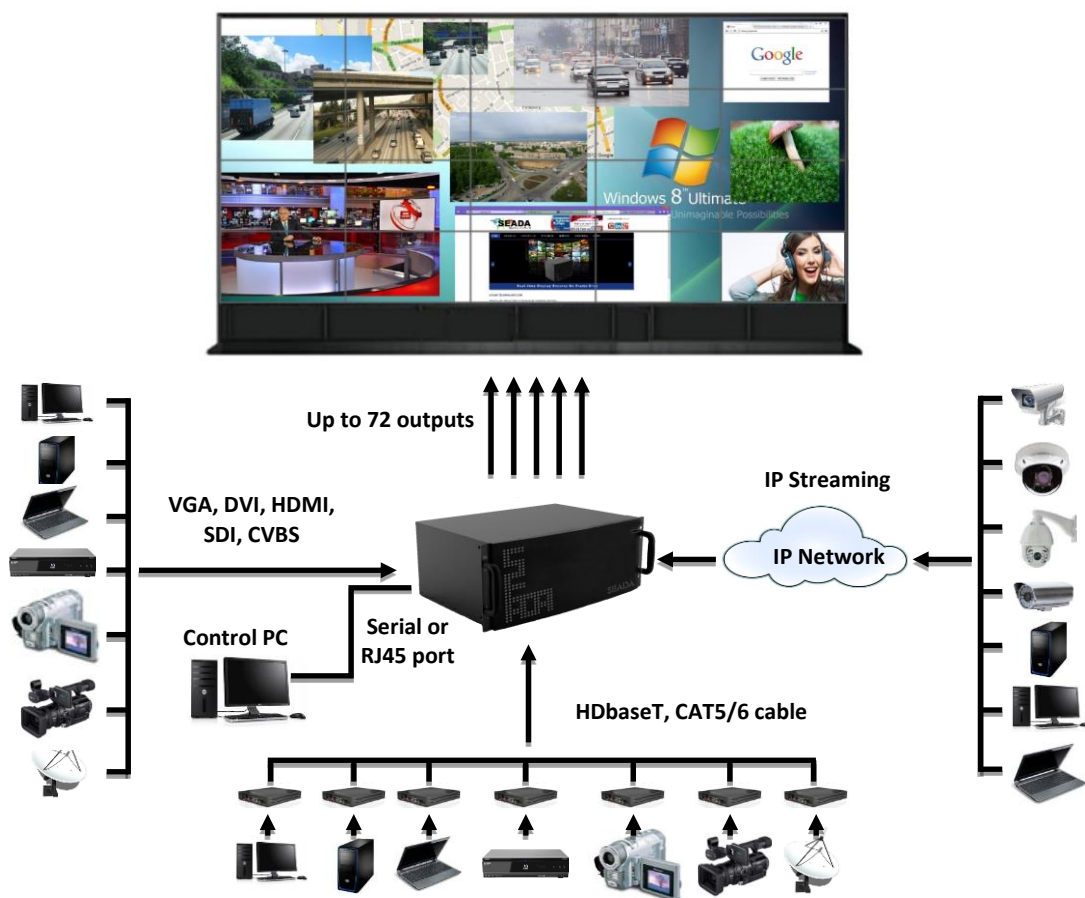 Google
Windows 8™ Ultimate
Unimaginable Possibilities
SEADA
Up to 72 outputs
IP Streaming
VGA, DVI, HDMI,
SDI, CVBS
IP Network
SEADA
Control PC
Serial or
RJ45 port
HDbaseT, CAT5/6 cable